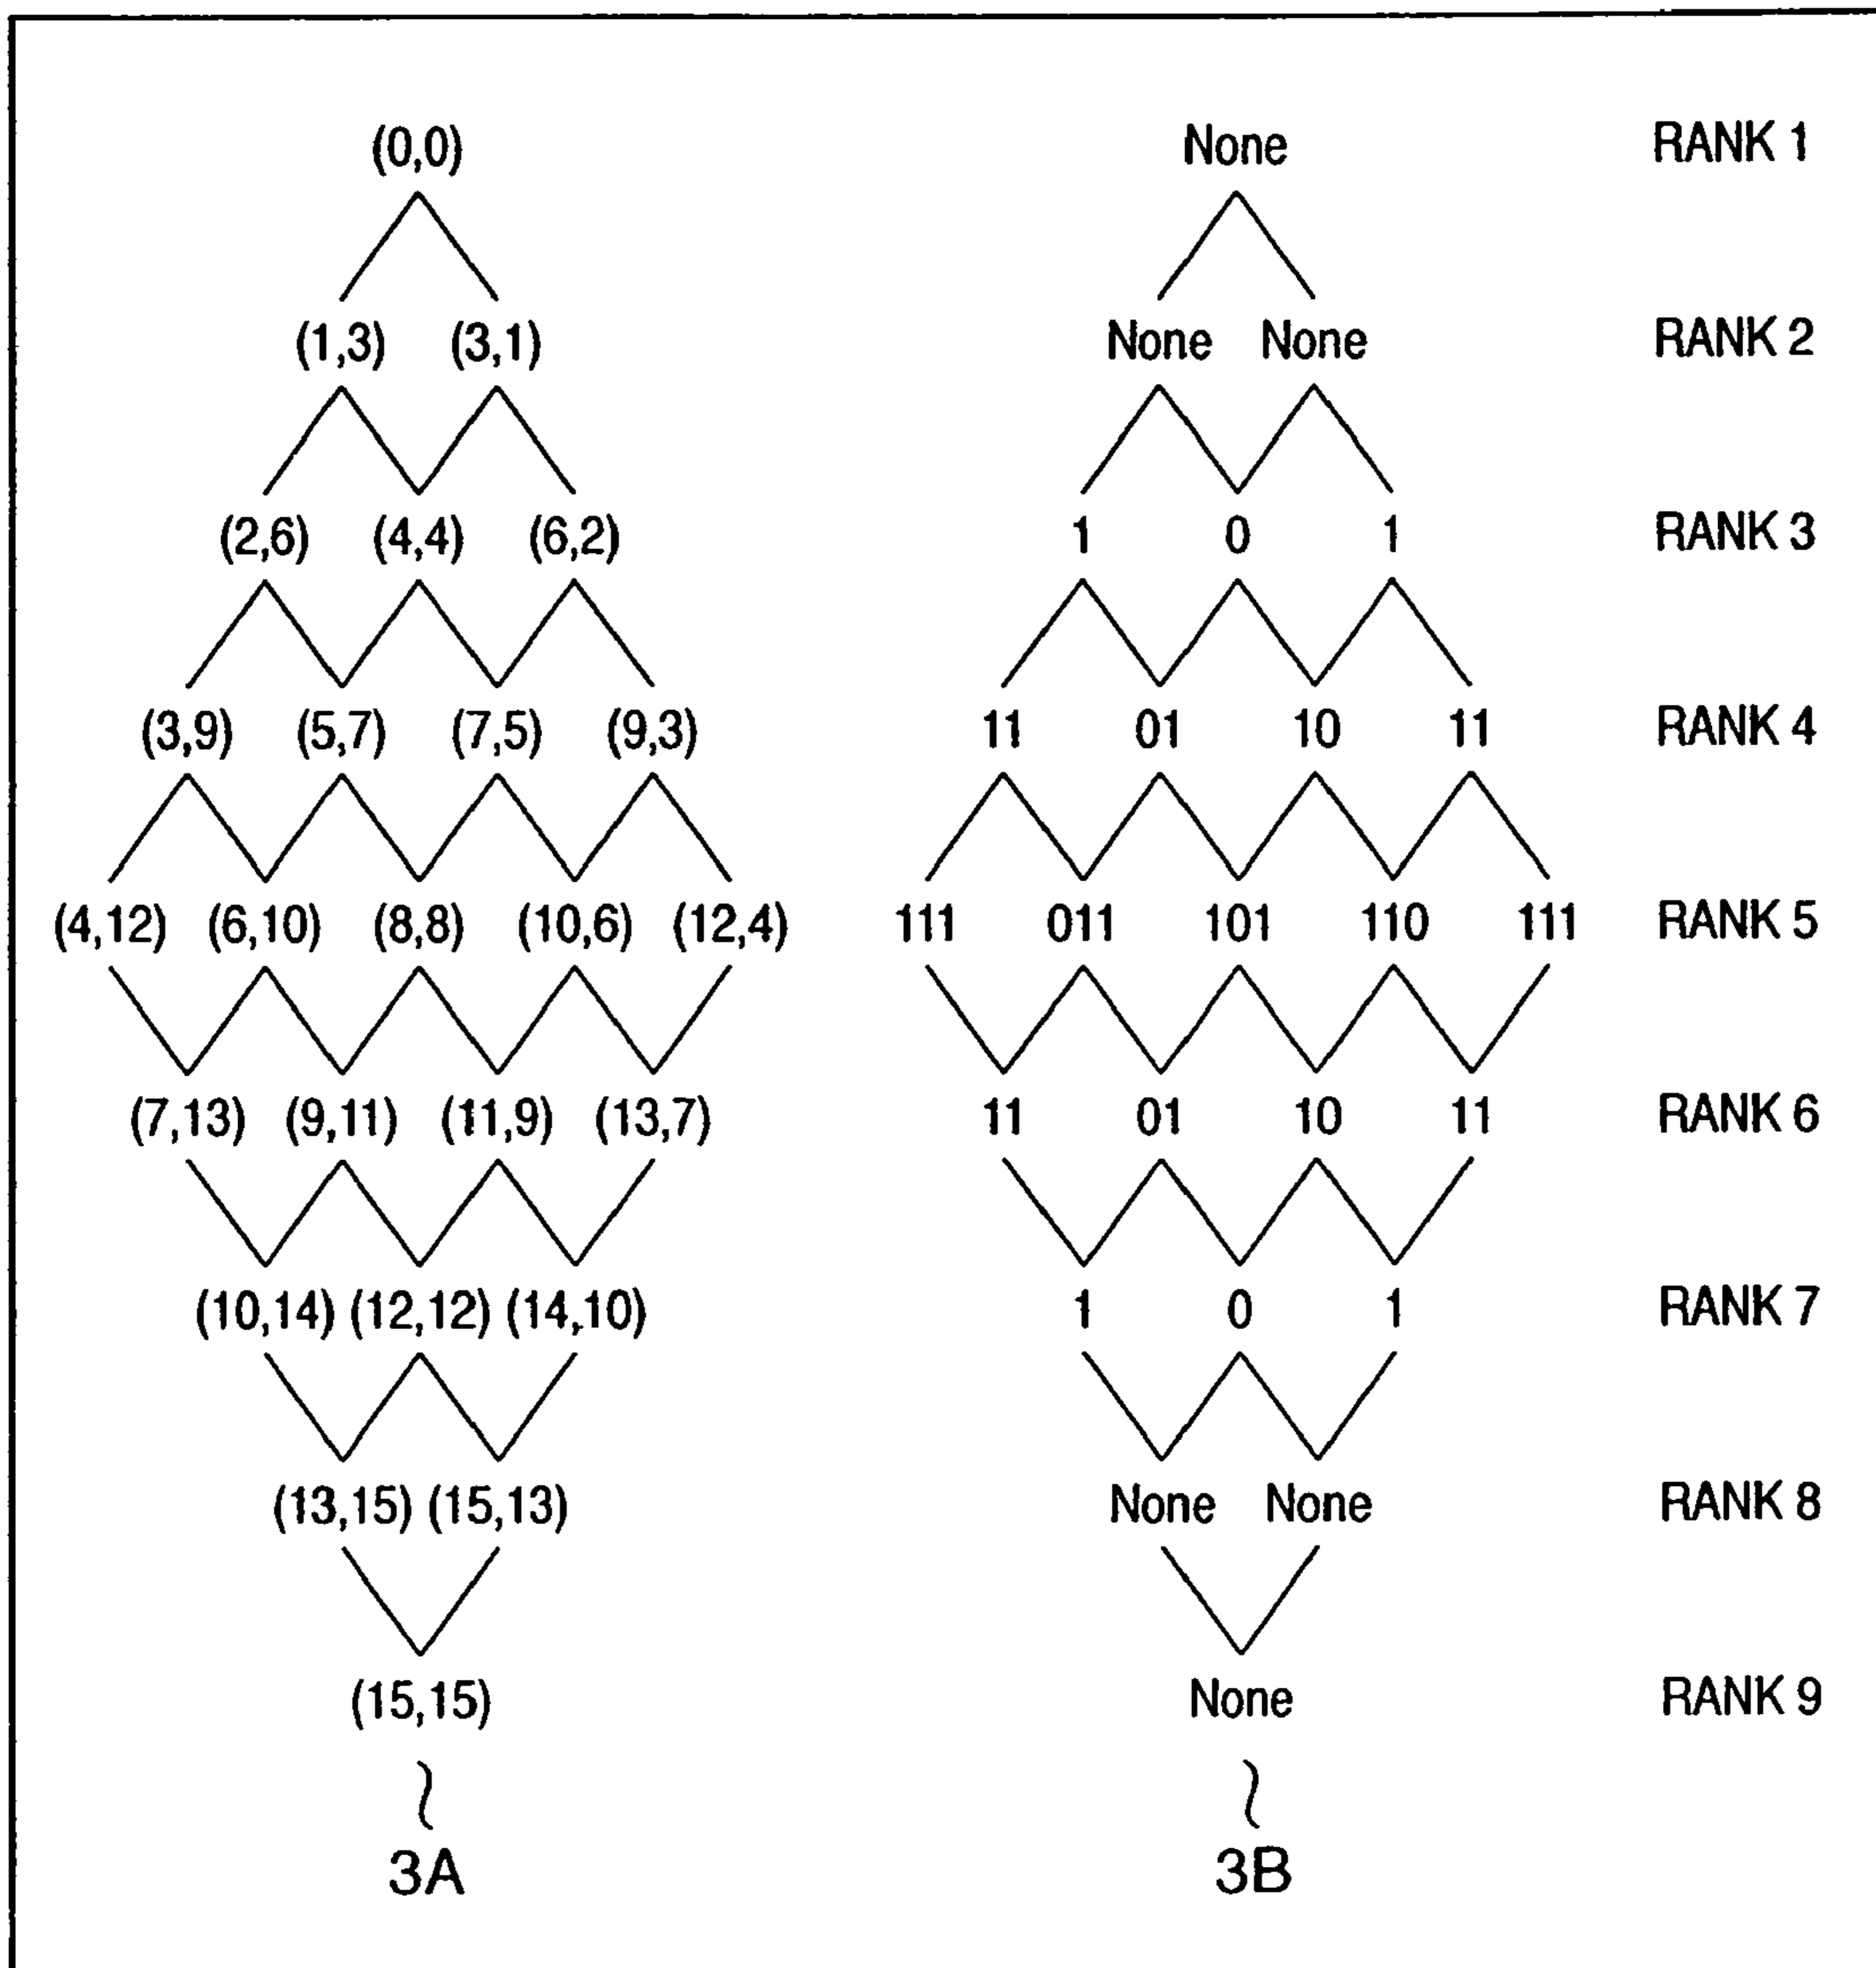 (0,0) None RANK 1
(1,3) (3,1) None None RANK 2
(2,6) (4,4) (6,2) 1 0 1 RANK 3
(3,9) (5,7) (7,5) (9,3) 11 01 10 11 RANK 4
(4,12) (6,10) (8,8) (10,6) (12,4) 111 011 101 110 111 RANK 5
(7,13) (9,11) (11,9) (13,7) 11 01 10 11 RANK 6
(10,14) (12,12) (14,10) 1 0 1 RANK 7
(13,15) (15,13) None None RANK 8
(15,15) None RANK 9
3A 3B